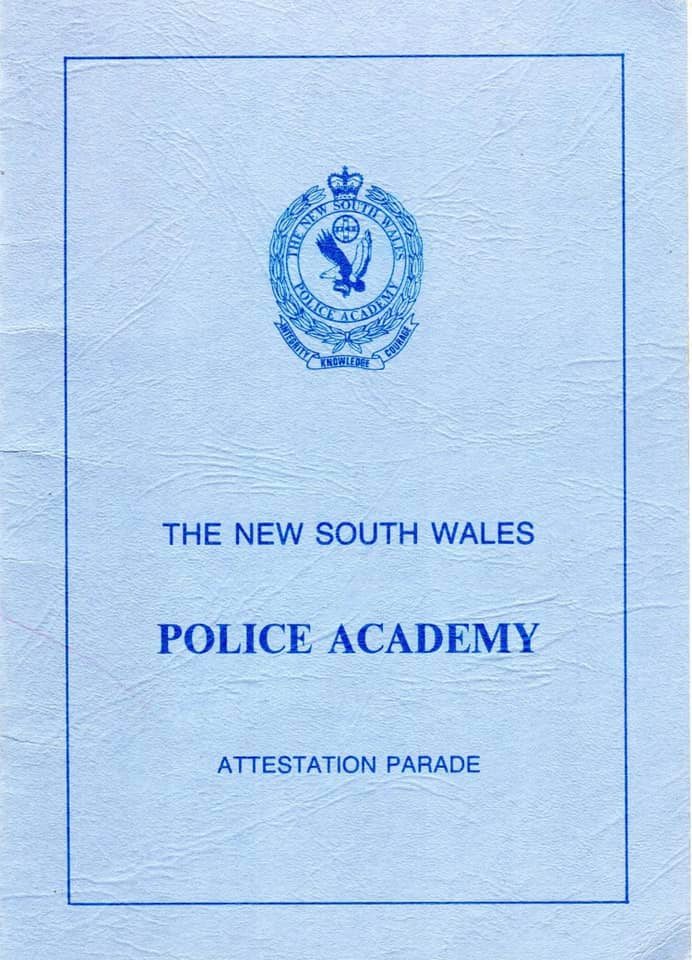 THE NEW SOUTH WALES
POLICE ACADEMY
INTEGRITY
KNOWLEDGE
COURAGE
THE NEW SOUTH WALES
POLICE ACADEMY
ATTESTATION PARADE